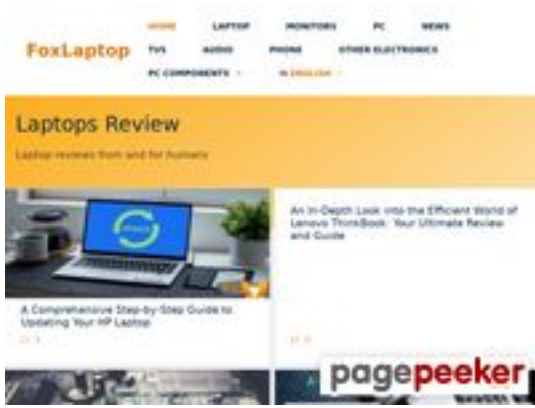 HOME LAPTOP MONITORS PC NEWS
FoxLaptop
TVS AUDIO PHONE OTHER ELECTRONICS
PC COMPONENTS IN ENGLISH
Laptops Review
Laptop reviews from and for humans
An In-Depth Look into the Efficient World of
Lenovo ThinkBook: Your Ultimate Review
and Guide
A Comprehensive Step-by-Step Guide to
Updating Your HP Laptop
pagepeeker